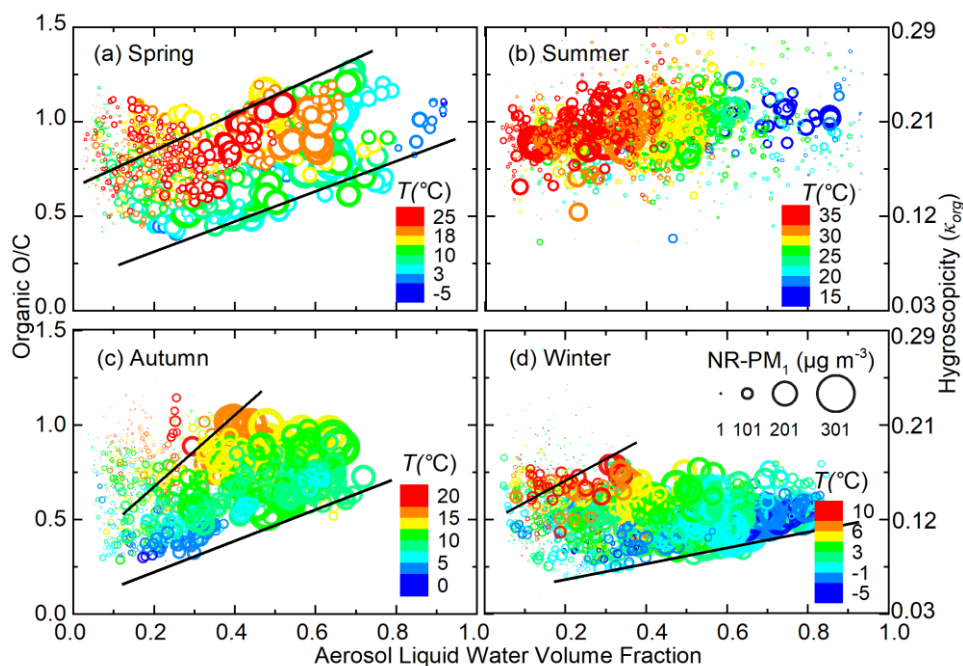 1.5
(a) Spring
(b) Summer
0.29
1.0
0.21
0.5
T(°C)
25
18
10
3
-5
T(°C)
35
30
25
20
15
0.12
0.0
0.03
Organic O/C
Hygroscopicity (κorg)
1.5
(c) Autumn
(d) Winter
NR-PM1 (μg m-3)
1 101 201 301
0.29
1.0
0.21
0.5
T(°C)
20
15
10
5
0
T(°C)
10
6
3
-1
-5
0.12
0.0
0.03
0.0 0.2 0.4 0.6 0.8 1.0 0.2 0.4 0.6 0.8 1.0
Aerosol Liquid Water Volume Fraction